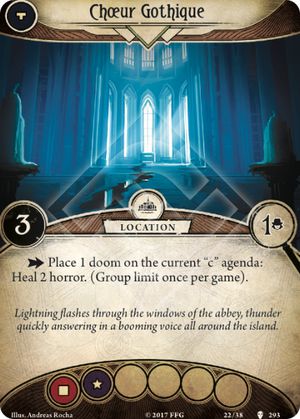 Chœur Gothique
3
1
LOCATION
Place 1 doom on the current “c” agenda:
Heal 2 horror. (Group limit once per game).
Lightning flashes through the windows of the abbey, thunder
quickly answering in a booming voice all around the island.
Illus. Andreas Rocha
© 2017 FFG
22/38
293